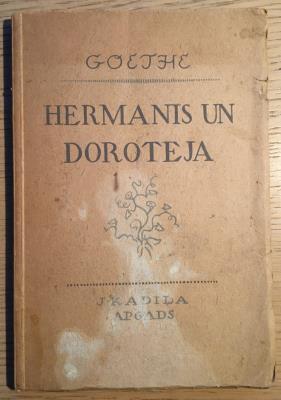 GOETHE
HERMANIS UN
DOROTEJA
J. KADILA
APGADS